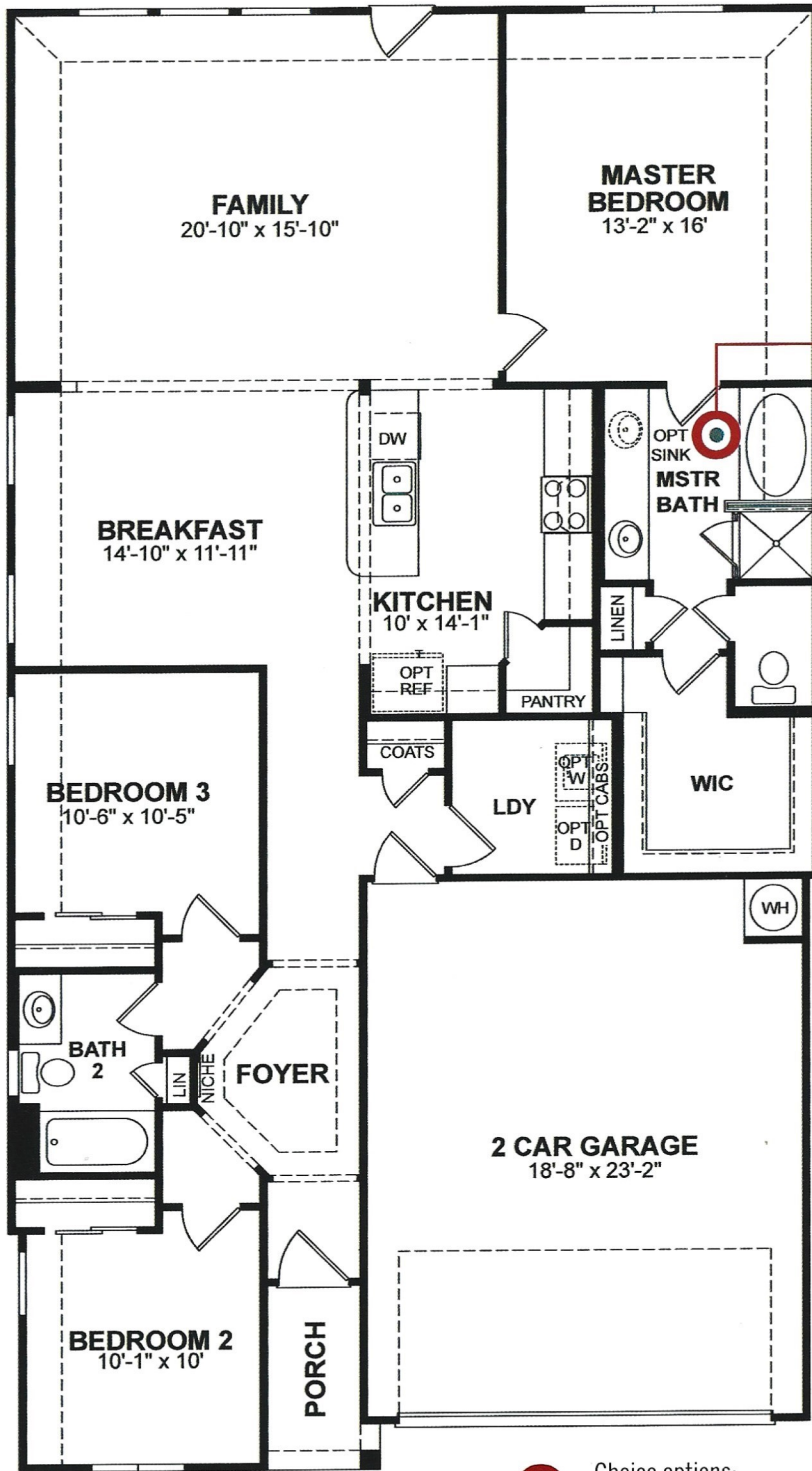 FAMILY
20'-10" x 15'-10"
MASTER
BEDROOM
13'-2" x 16'
DW
OPT
SINK
MSTR
BATH
BREAKFAST
14'-10" x 11'-11"
KITCHEN
10' x 14'-1"
LINEN
OPT
REF
PANTRY
COATS
BEDROOM 3
10'-6" x 10'-5"
LDY
OPT
W
OPT
D
OPT CABS
WIC
WH
BATH
2
LIN
NICHE
FOYER
2 CAR GARAGE
18'-8" x 23'-2"
BEDROOM 2
10'-1" x 10'
PORCH
Choice options.